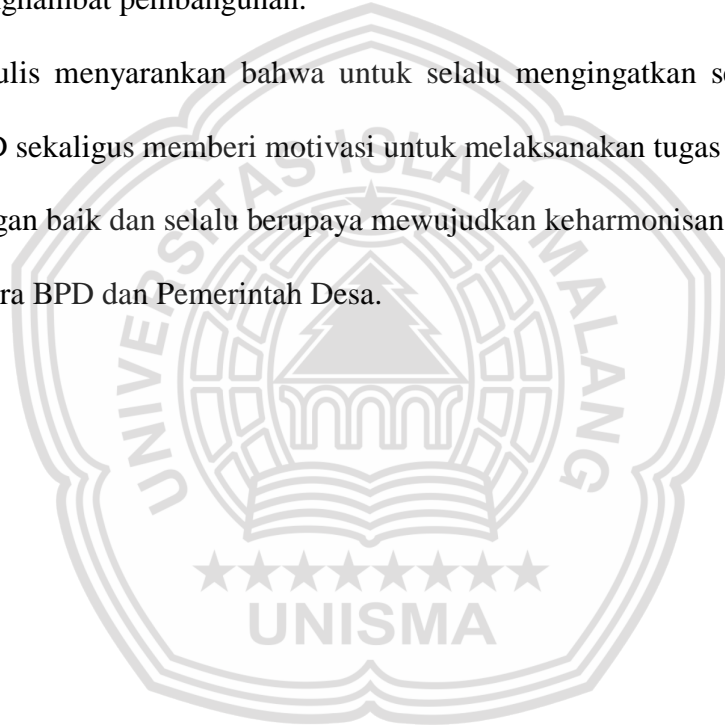 nghambat pembangunan.
ulis menyarankan bahwa untuk selalu mengingatkan se
D sekaligus memberi motivasi untuk melaksanakan tugas
gan baik dan selalu berupaya mewujudkan keharmonisan
ra BPD dan Pemerintah Desa.
UNIVERSITAS ISLAM MALANG
UNISMA